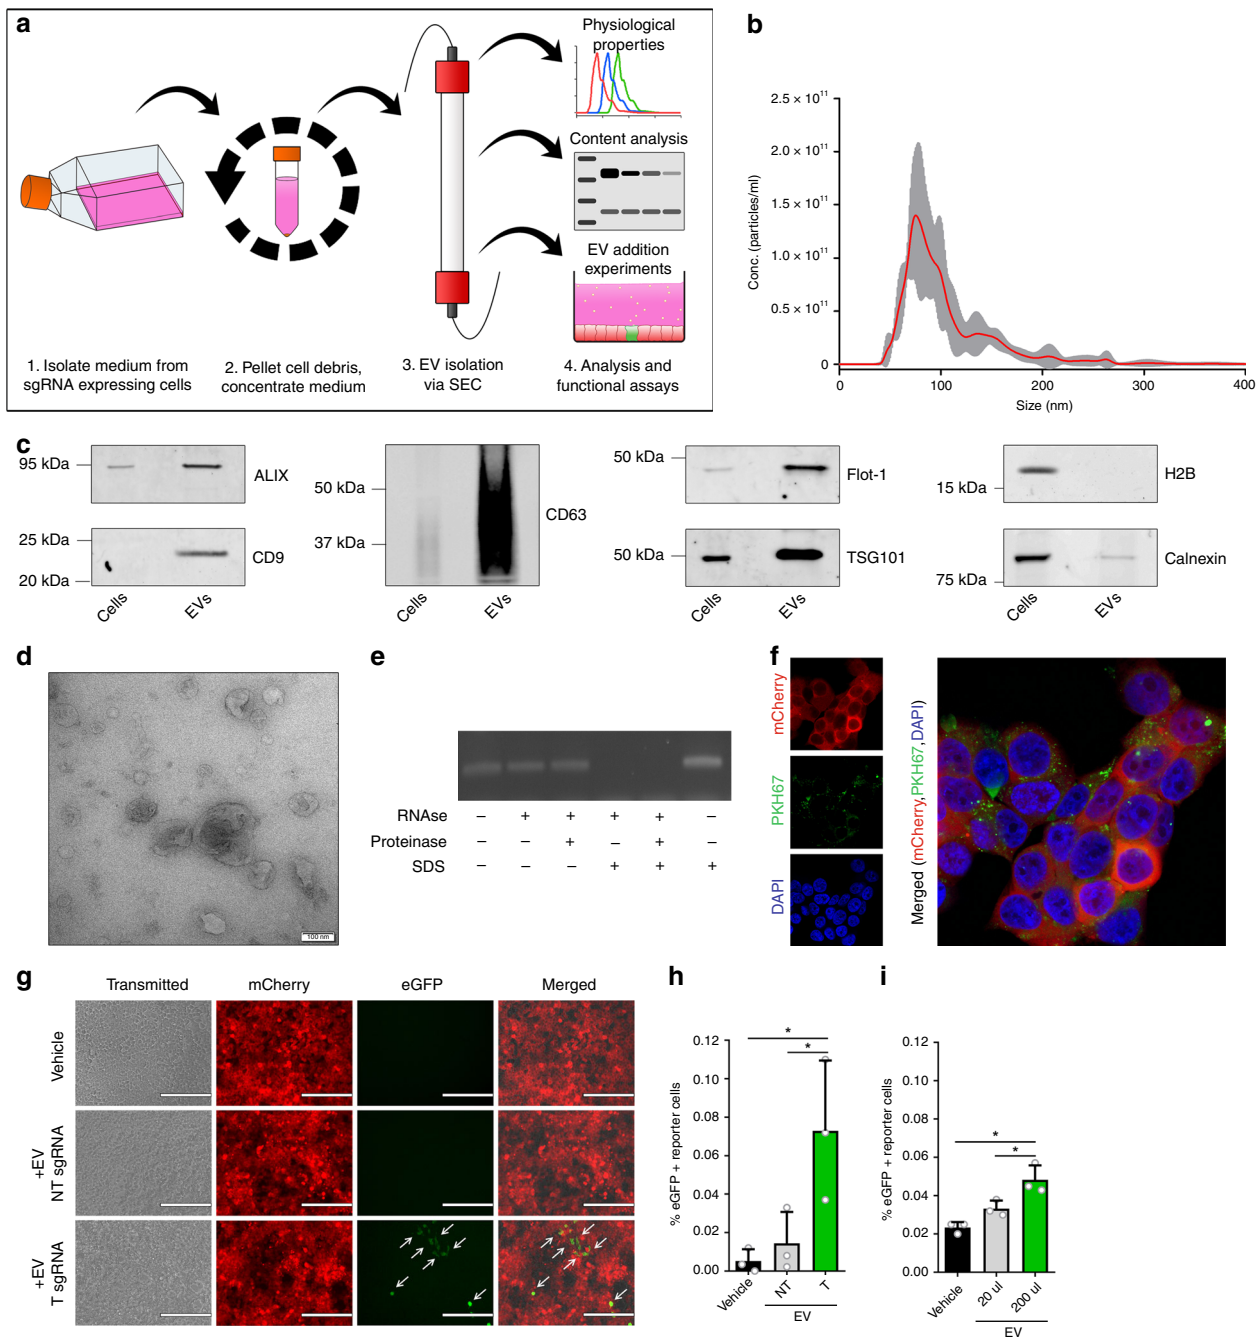 a
Physiological
properties
Content analysis
EV addition
experiments
1. Isolate medium from
sgRNA expressing cells
2. Pellet cell debris,
concentrate medium
3. EV isolation
via SEC
4. Analysis and
functional assays
b
Conc. (particles/ml)
2.5 × 10¹¹
2.0 × 10¹¹
1.5 × 10¹¹
1.0 × 10¹¹
0.5 × 10¹¹
0
0
100
200
300
400
Size (nm)
c
95 kDa
ALIX
25 kDa
20 kDa
CD9
Cells
EVs
50 kDa
37 kDa
CD63
Cells
EVs
50 kDa
Flot-1
50 kDa
TSG101
Cells
EVs
15 kDa
H2B
75 kDa
Calnexin
Cells
EVs
d
100 nm
e
RNAse – + + + + –
Proteinase – – + – + –
SDS – – – + + +
f
mCherry
PKH67
DAPI
Merged (mCherry,PKH67,DAPI)
g
Transmitted
mCherry
eGFP
Merged
Vehicle
+EV
NT sgRNA
+EV
T sgRNA
h
% eGFP + reporter cells
0.12
0.10
0.08
0.06
0.04
0.02
0.00
*
*
Vehicle
NT
T
EV
i
% eGFP + reporter cells
0.12
0.10
0.08
0.06
0.04
0.02
0.00
*
*
Vehicle
20 ul
200 ul
EV